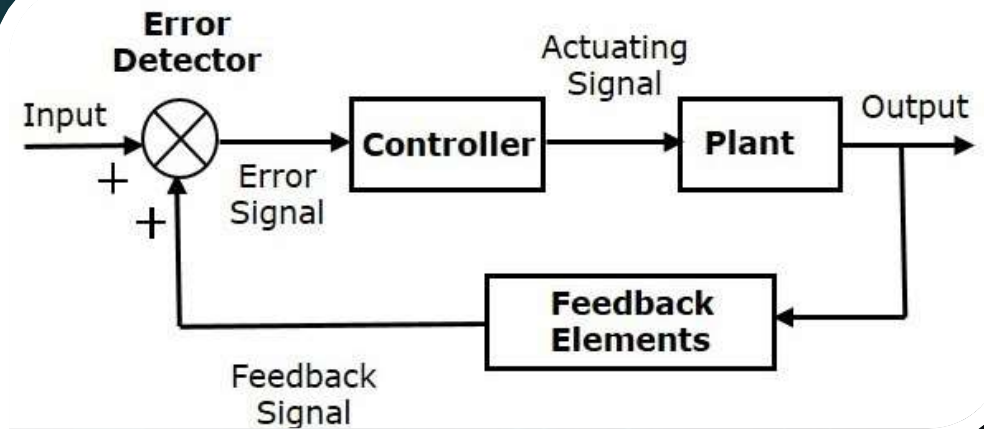 Error
Detector
Actuating
Signal
Input
Output
Controller
Plant
+
Error
Signal
+
Feedback
Elements
Feedback
Signal